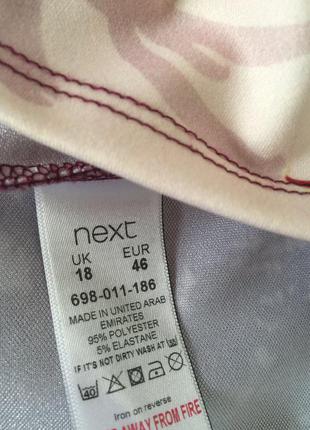 next
UK EUR
18 46
698-011-186
MADE IN UNITED ARAB
EMIRATES
95% POLYESTER
5% ELASTANE
IF IT'S NOT DIRTY WASH AT 30
40
Iron on reverse
AWAY FROM FIRE